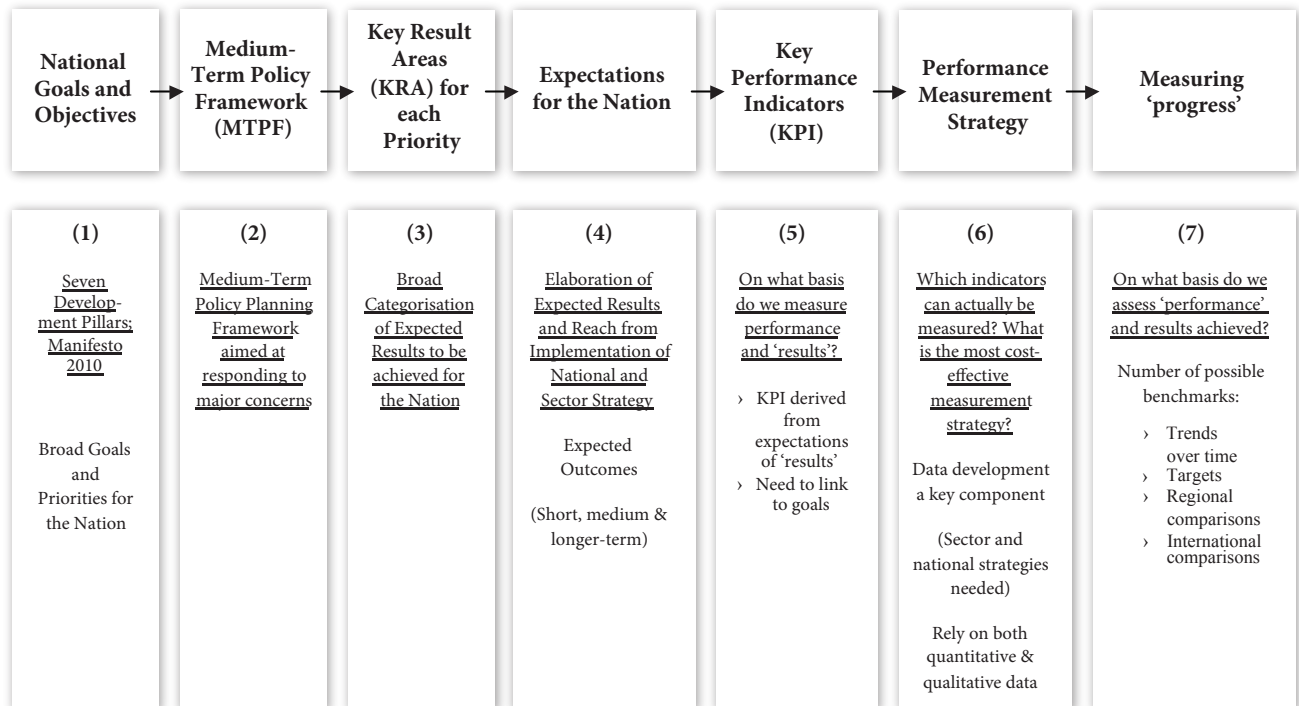 National
Goals and
Objectives
Medium-
Term Policy
Framework
(MTPF)
Key Result
Areas
(KRA) for
each
Priority
Expectations
for the Nation
Key
Performance
Indicators
(KPI)
Performance
Measurement
Strategy
Measuring
‘progress’
(1)
Seven
Develop-
ment Pillars;
Manifesto
2010
Broad Goals
and
Priorities for
the Nation
(2)
Medium-Term
Policy Planning
Framework
aimed at
responding to
major concerns
(3)
Broad
Categorisation
of Expected
Results to be
achieved for
the Nation
(4)
Elaboration of
Expected Results
and Reach from
Implementation of
National and
Sector Strategy
Expected
Outcomes
(Short, medium &
longer-term)
(5)
On what basis
do we measure
performance
and ‘results’?
› KPI derived
from
expectations
of ‘results’
› Need to link
to goals
(6)
Which indicators
can actually be
measured? What
is the most cost-
effective
measurement
strategy?
Data development
a key component
(Sector and
national strategies
needed)
Rely on both
quantitative &
qualitative data
(7)
On what basis do we
assess ‘performance’
and results achieved?
Number of possible
benchmarks:
› Trends
over time
› Targets
› Regional
comparisons
› International
comparisons